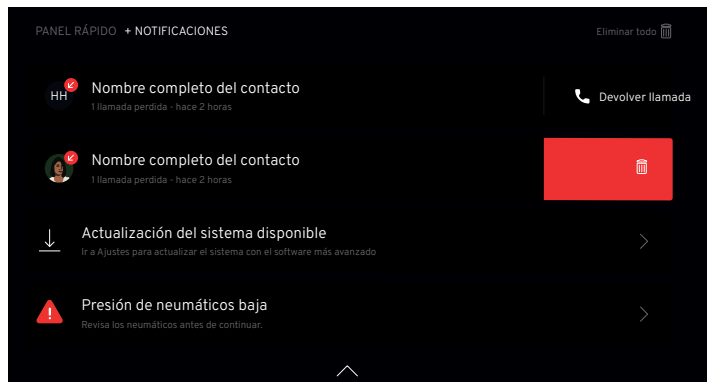 PANEL RÁPIDO + NOTIFICACIONES Eliminar todo
HH Nombre completo del contacto
1 llamada perdida - hace 2 horas
Devolver llamada
Nombre completo del contacto
1 llamada perdida - hace 2 horas
Actualización del sistema disponible
Ir a Ajustes para actualizar el sistema con el software más avanzado
Presión de neumáticos baja
Revisa los neumáticos antes de continuar.